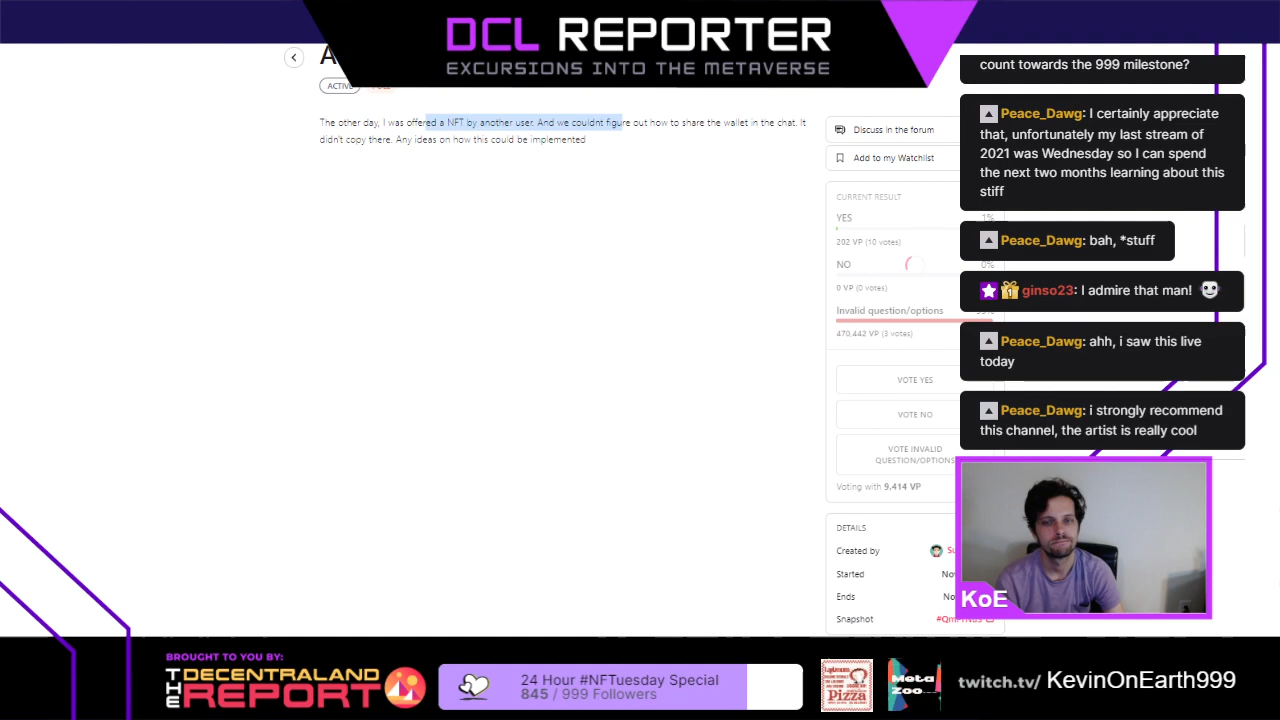 DCL REPORTER
EXCURSIONS INTO THE METAVERSE
A
ACTIVE
The other day, I was offered a NFT by another user. And we couldnt figure out how to share the wallet in the chat. It
didn't copy there. Any ideas on how this could be implemented
Discuss in the forum
Add to my Watchlist
CURRENT RESULT
YES
1%
202 VP (10 votes)
NO
0%
0 VP (0 votes)
Invalid question/options
470,442 VP (3 votes)
VOTE YES
VOTE NO
VOTE INVALID
QUESTION/OPTIONS
Voting with 9,414 VP
DETAILS
Created by
Started
Ends
Snapshot
count towards the 999 milestone?
Peace_Dawg: I certainly appreciate
that, unfortunately my last stream of
2021 was Wednesday so I can spend
the next two months learning about this
stiff
Peace_Dawg: bah, *stuff
ginso23: I admire that man!
Peace_Dawg: ahh, i saw this live
today
Peace_Dawg: i strongly recommend
this channel, the artist is really cool
KoE
BROUGHT TO YOU BY:
THE DECENTRALAND
REPORT
24 Hour #NFTuesday Special
845 / 999 Followers
Pizza
Meta
Zoo
twitch.tv/ KevinOnEarth999